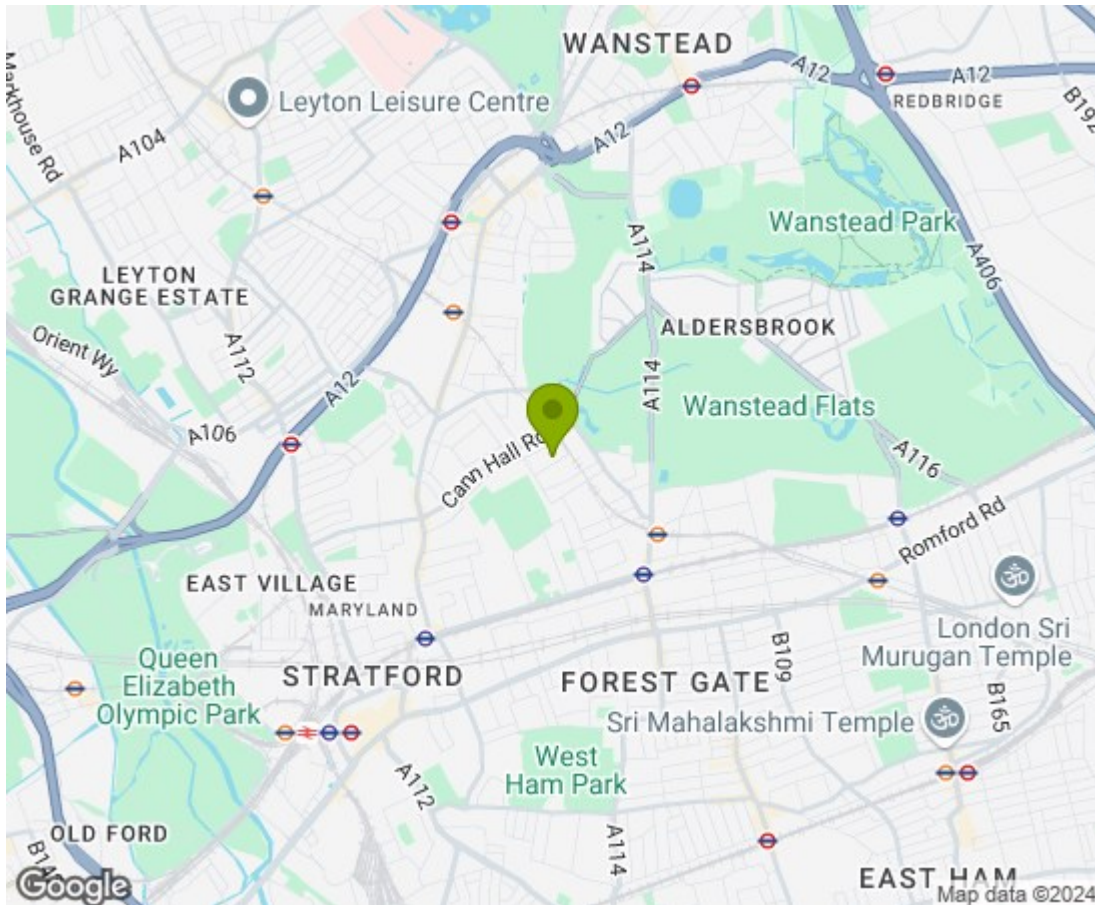 WANSTEAD
A12
A12
REDBRIDGE
B192
Leyton Leisure Centre
A12
Markhouse Rd
A104
Wanstead Park
A114
A406
LEYTON
GRANGE ESTATE
ALDERSBROOK
Orient Wy
A112
A12
A114
Wanstead Flats
A106
Cann Hall Rd
A116
Romford Rd
EAST VILLAGE
MARYLAND
London Sri
Murugan Temple
Queen
Elizabeth
Olympic Park
STRATFORD
FOREST GATE
B109
B165
Sri Mahalakshmi Temple
West
Ham Park
A112
A114
OLD FORD
EAST HAM
Google
Map data ©2024